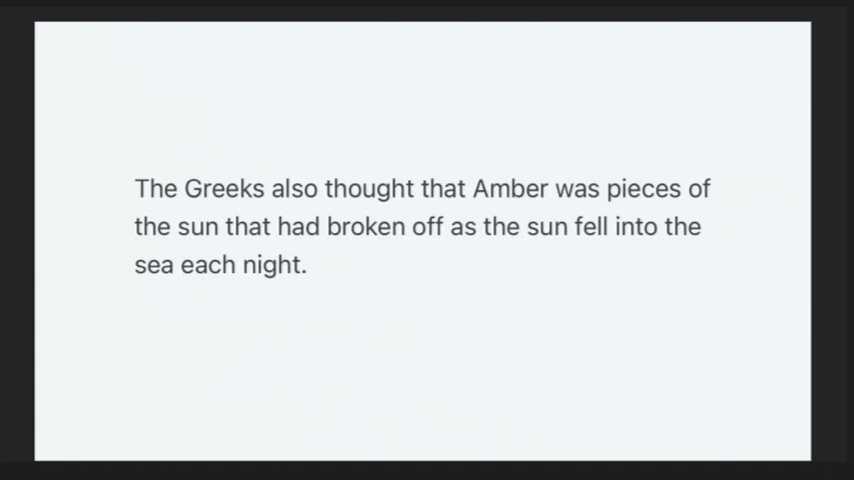 The Greeks also thought that Amber was pieces of
the sun that had broken off as the sun fell into the
sea each night.